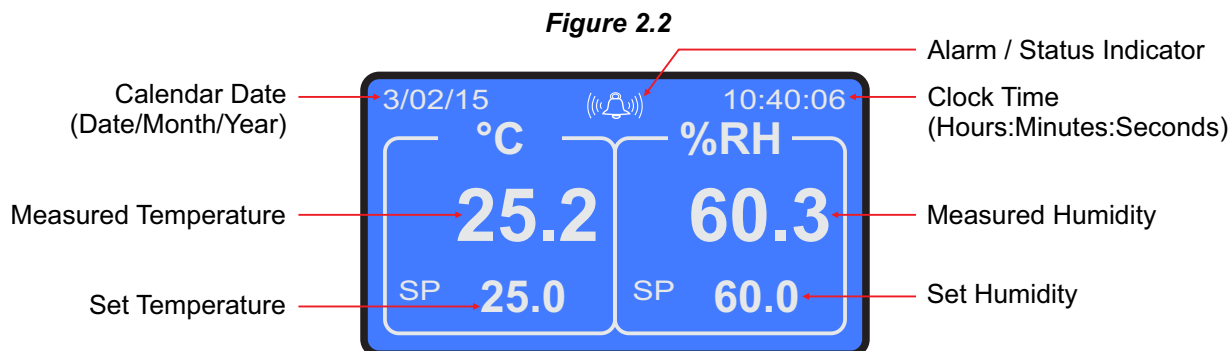 Figure 2.2
Alarm / Status Indicator
Calendar Date
(Date/Month/Year)
3/02/15
10:40:06
Clock Time
(Hours:Minutes:Seconds)
°C
%RH
Measured Temperature
25.2
60.3
Measured Humidity
Set Temperature
SP 25.0
SP 60.0
Set Humidity